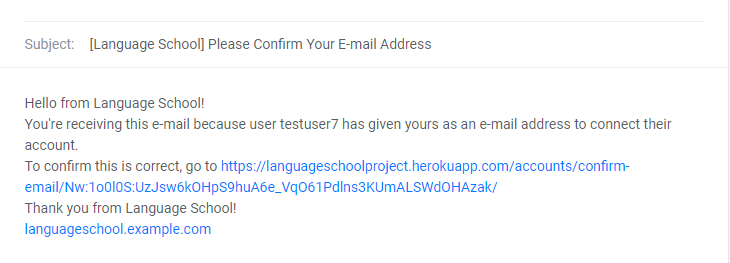 Subject: [Language School] Please Confirm Your E-mail Address
Hello from Language School!
You're receiving this e-mail because user testuser7 has given yours as an e-mail address to connect their
account.
To confirm this is correct, go to https://languageschoolproject.herokuapp.com/accounts/confirm-
email/Nw:1o0l0S:UzJsw6kOHpS9huA6e_VqO61Pdlns3KUmALSWdOHAzak/
Thank you from Language School!
languageschool.example.com